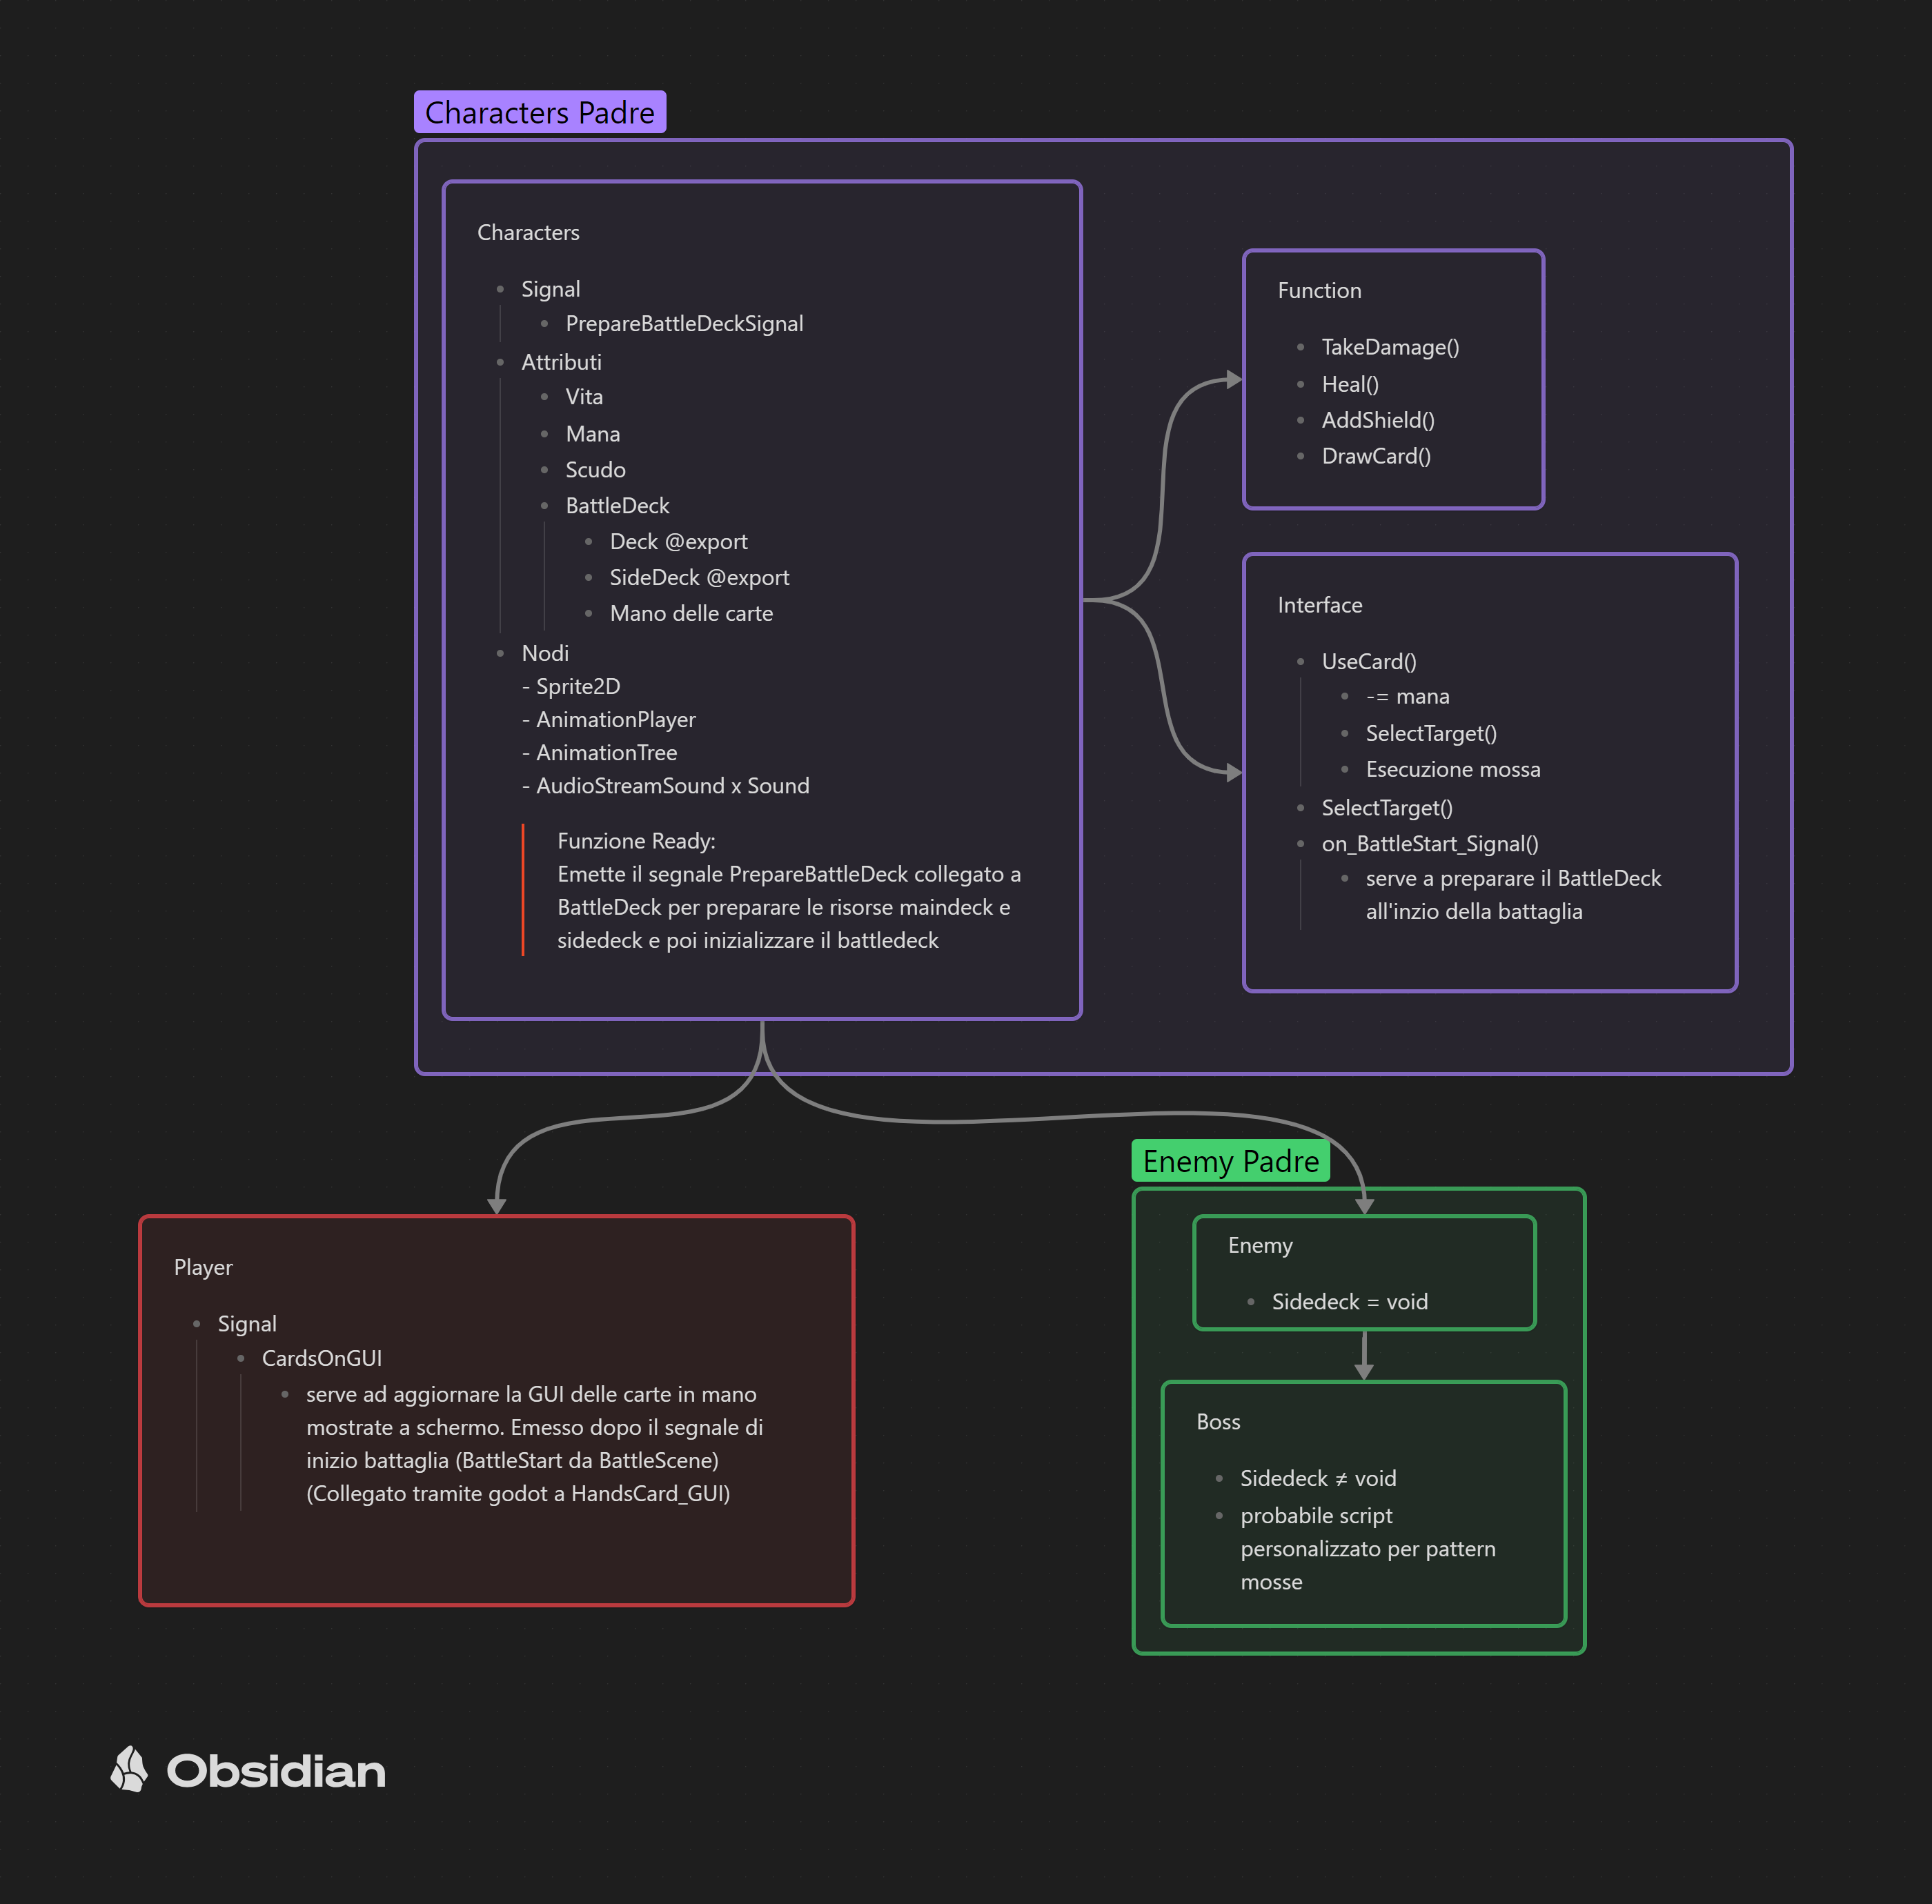 Characters Padre
Characters
Signal
PrepareBattleDeckSignal
Attributi
Vita
Mana
Scudo
BattleDeck
Deck @export
SideDeck @export
Mano delle carte
Nodi
- Sprite2D
- AnimationPlayer
- AnimationTree
- AudioStreamSound x Sound
Funzione Ready:
Emette il segnale PrepareBattleDeck collegato a
BattleDeck per preparare le risorse maindeck e
sidedeck e poi inizializzare il battledeck
Function
TakeDamage()
Heal()
AddShield()
DrawCard()
Interface
UseCard()
-= mana
SelectTarget()
Esecuzione mossa
SelectTarget()
on_BattleStart_Signal()
serve a preparare il BattleDeck
all'inzio della battaglia
Player
Signal
CardsOnGUI
serve ad aggiornare la GUI delle carte in mano
mostrate a schermo. Emesso dopo il segnale di
inizio battaglia (BattleStart da BattleScene)
(Collegato tramite godot a HandsCard_GUI)
Enemy Padre
Enemy
Sidedeck = void
Boss
Sidedeck ≠ void
probabile script
personalizzato per pattern
mosse
Obsidian